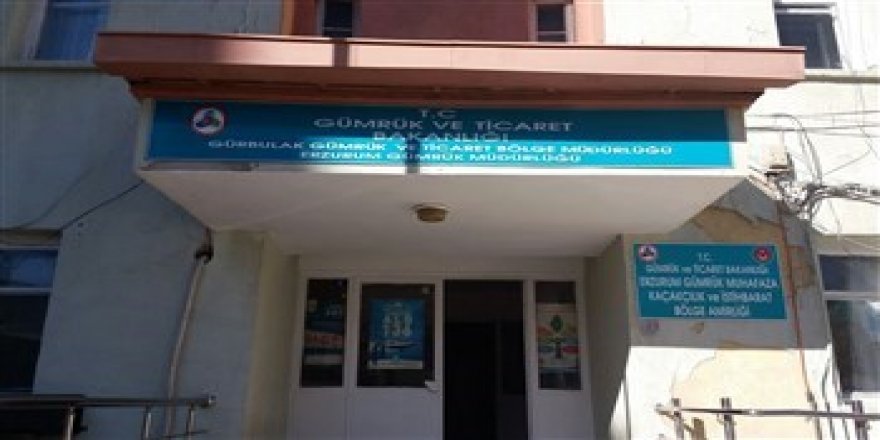 T.C
GÜMRÜK VE TİCARET
BAKANLIĞI
GÜRBULAK GÜMRÜK VE TİCARET BÖLGE MÜDÜRLÜĞÜ
ERZURUM GÜMRÜK MÜDÜRLÜĞÜ
T.C.
GÜMRÜK ve TİCARET BAKANLIĞI
ERZURUM GÜMRÜK MUHAFAZA
KAÇAKÇILIK ve İSTİHBARAT
BÖLGE AMİRLİĞİ